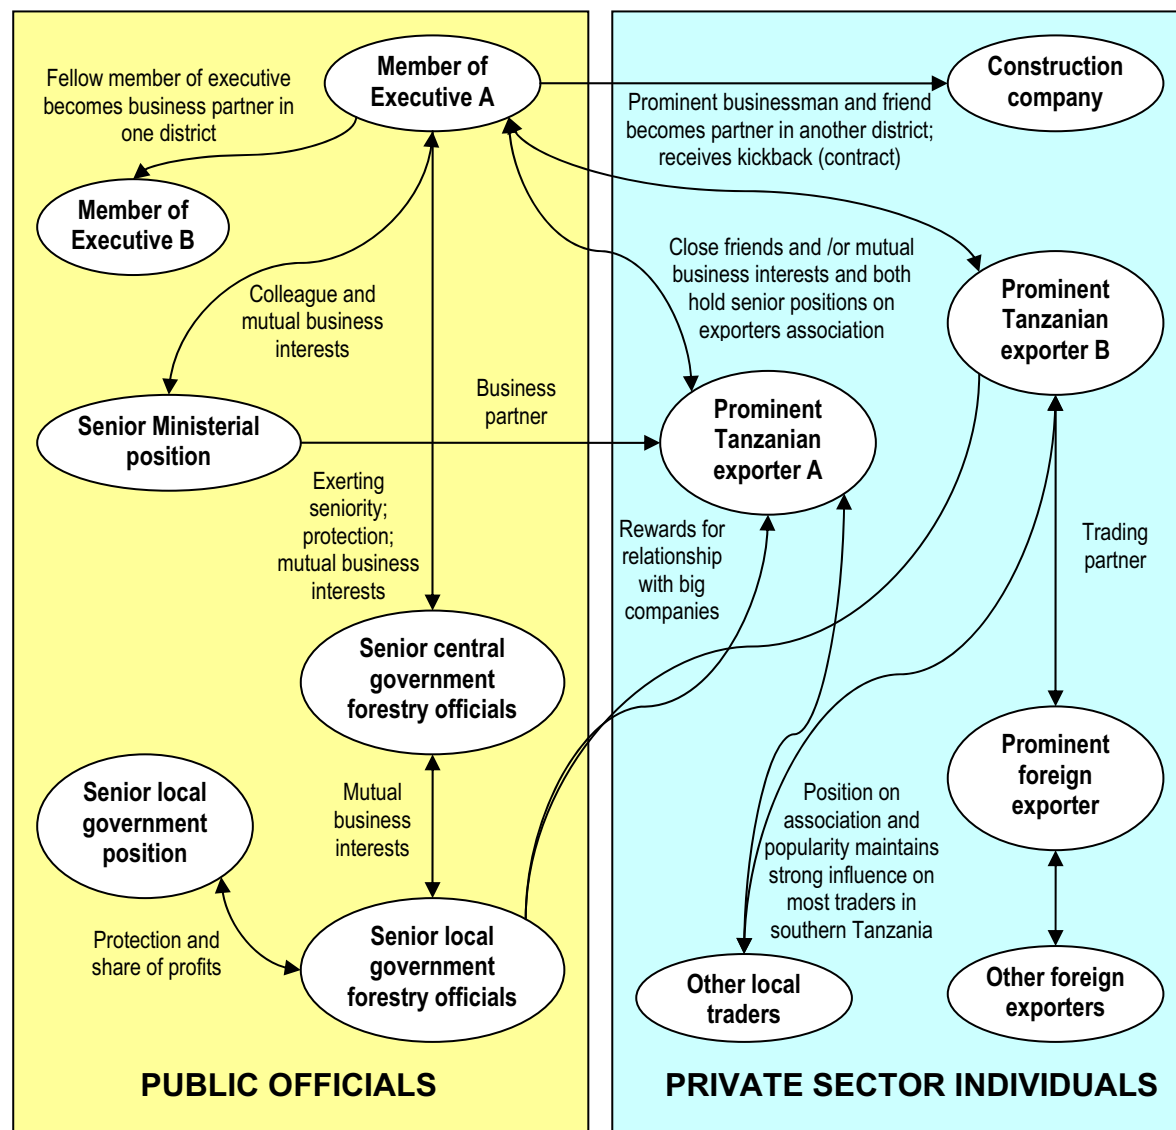 Member of
Executive A
Construction
company
Fellow member of executive
becomes business partner in
one district
Prominent businessman and friend
becomes partner in another district;
receives kickback (contract)
Member of
Executive B
Close friends and /or mutual
business interests and both
hold senior positions on
exporters association
Prominent
Tanzanian
exporter B
Colleague and
mutual business
interests
Business
partner
Senior Ministerial
position
Prominent
Tanzanian
exporter A
Exerting
seniority;
protection;
mutual business
interests
Rewards for
relationship
with big
companies
Trading
partner
Senior central
government
forestry officials
Prominent
foreign
exporter
Senior local
government
position
Mutual
business
interests
Position on
association and
popularity maintains
strong influence on
most traders in
southern Tanzania
Protection and
share of profits
Senior local
government
forestry officials
Other local
traders
Other foreign
exporters
PUBLIC OFFICIALS
PRIVATE SECTOR INDIVIDUALS